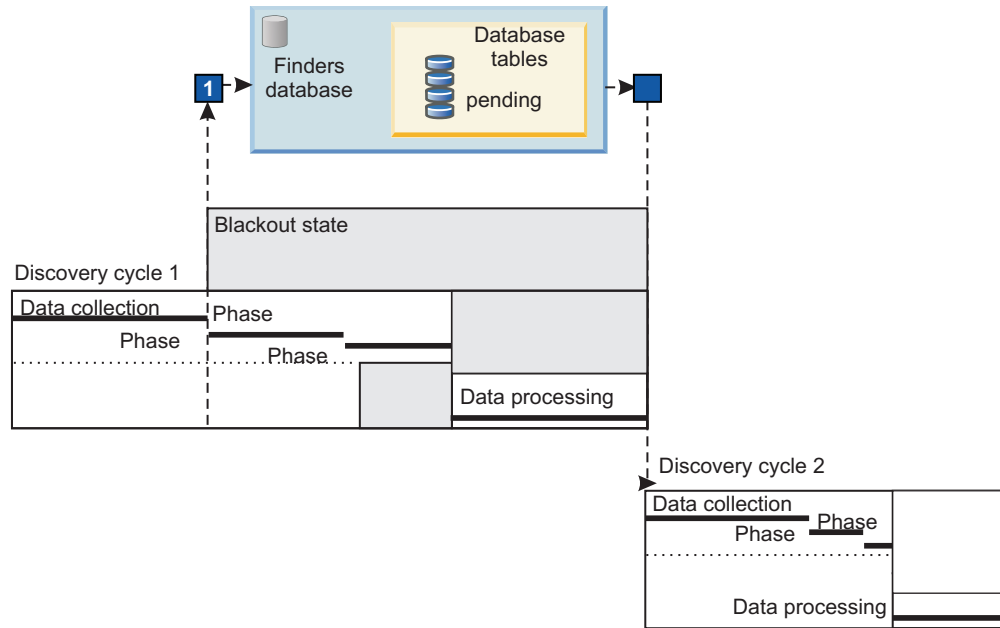 Database
tables
Finders
database
1
pending
Blackout state
Discovery cycle 1
Data collection
Phase
Phase
Phase
Data processing
Discovery cycle 2
Data collection
Phase
Phase
Data processing